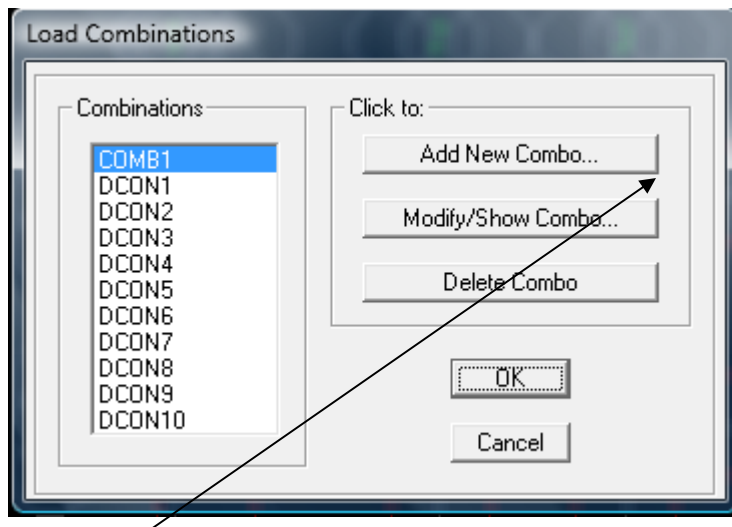 Load Combinations
Combinations
COMB1
DCON1
DCON2
DCON3
DCON4
DCON5
DCON6
DCON7
DCON8
DCON9
DCON10
Click to:
Add New Combo...
Modify/Show Combo...
Delete Combo
OK
Cancel